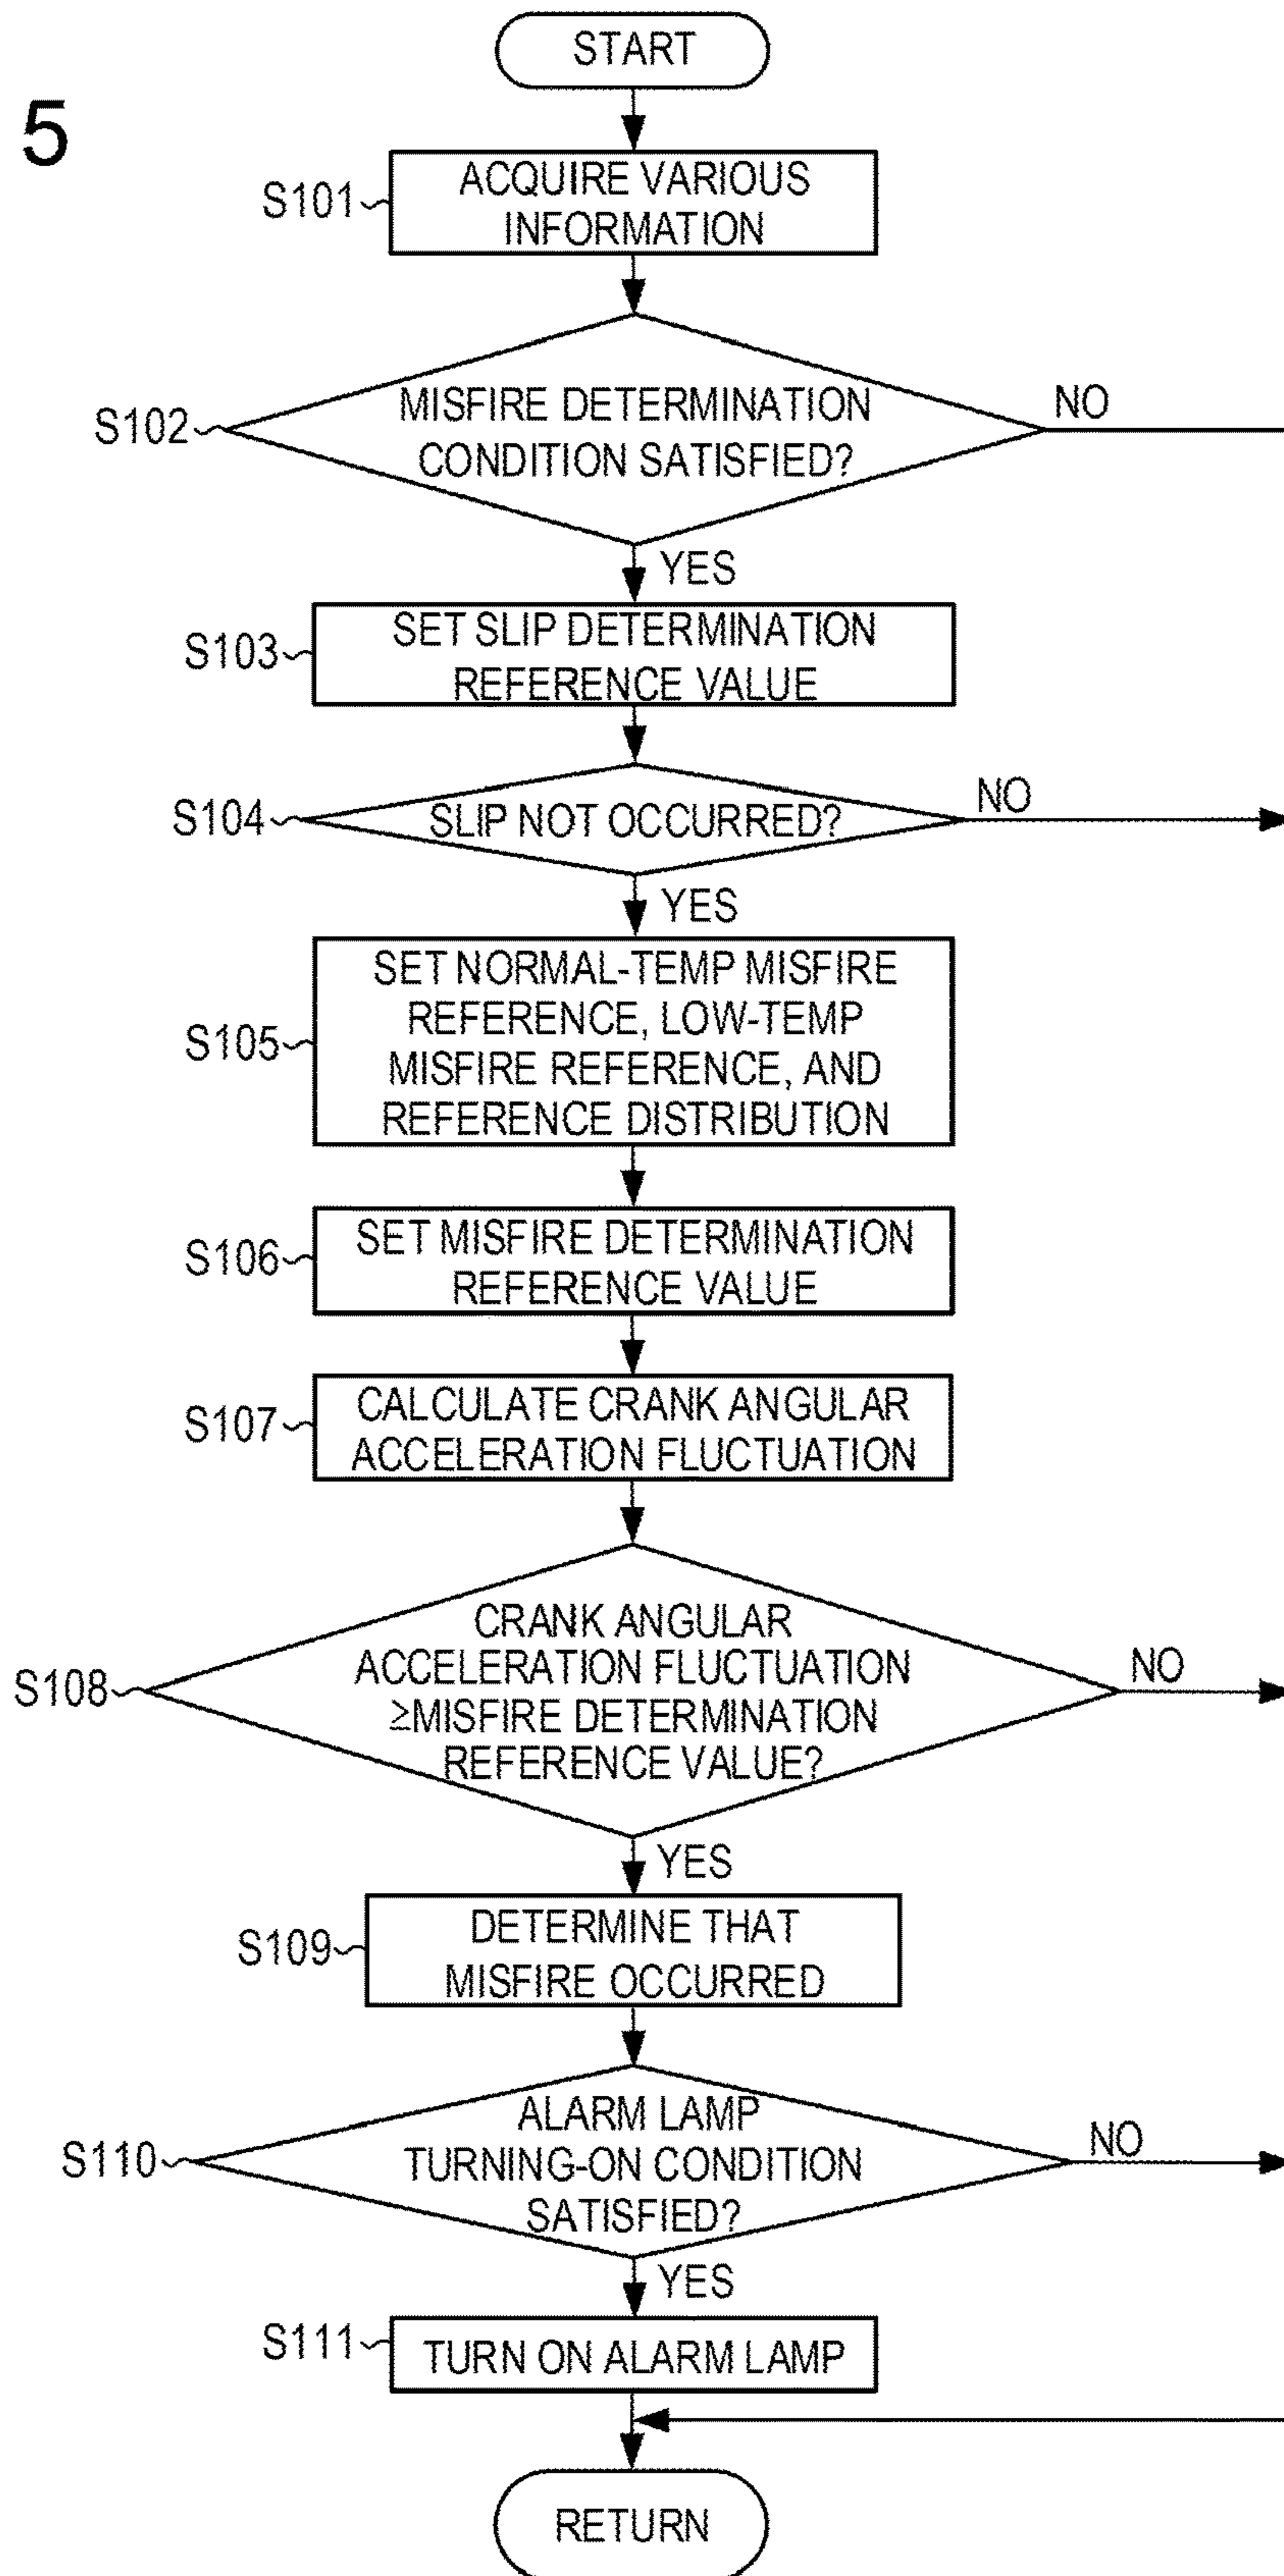 START
5
S101
ACQUIRE VARIOUS
INFORMATION
S102
MISFIRE DETERMINATION
CONDITION SATISFIED?
NO
YES
S103
SET SLIP DETERMINATION
REFERENCE VALUE
S104
SLIP NOT OCCURRED?
NO
YES
S105
SET NORMAL-TEMP MISFIRE
REFERENCE, LOW-TEMP
MISFIRE REFERENCE, AND
REFERENCE DISTRIBUTION
S106
SET MISFIRE DETERMINATION
REFERENCE VALUE
S107
CALCULATE CRANK ANGULAR
ACCELERATION FLUCTUATION
S108
CRANK ANGULAR
ACCELERATION FLUCTUATION
≥MISFIRE DETERMINATION
REFERENCE VALUE?
NO
YES
S109
DETERMINE THAT
MISFIRE OCCURRED
S110
ALARM LAMP
TURNING-ON CONDITION
SATISFIED?
NO
YES
S111
TURN ON ALARM LAMP
RETURN